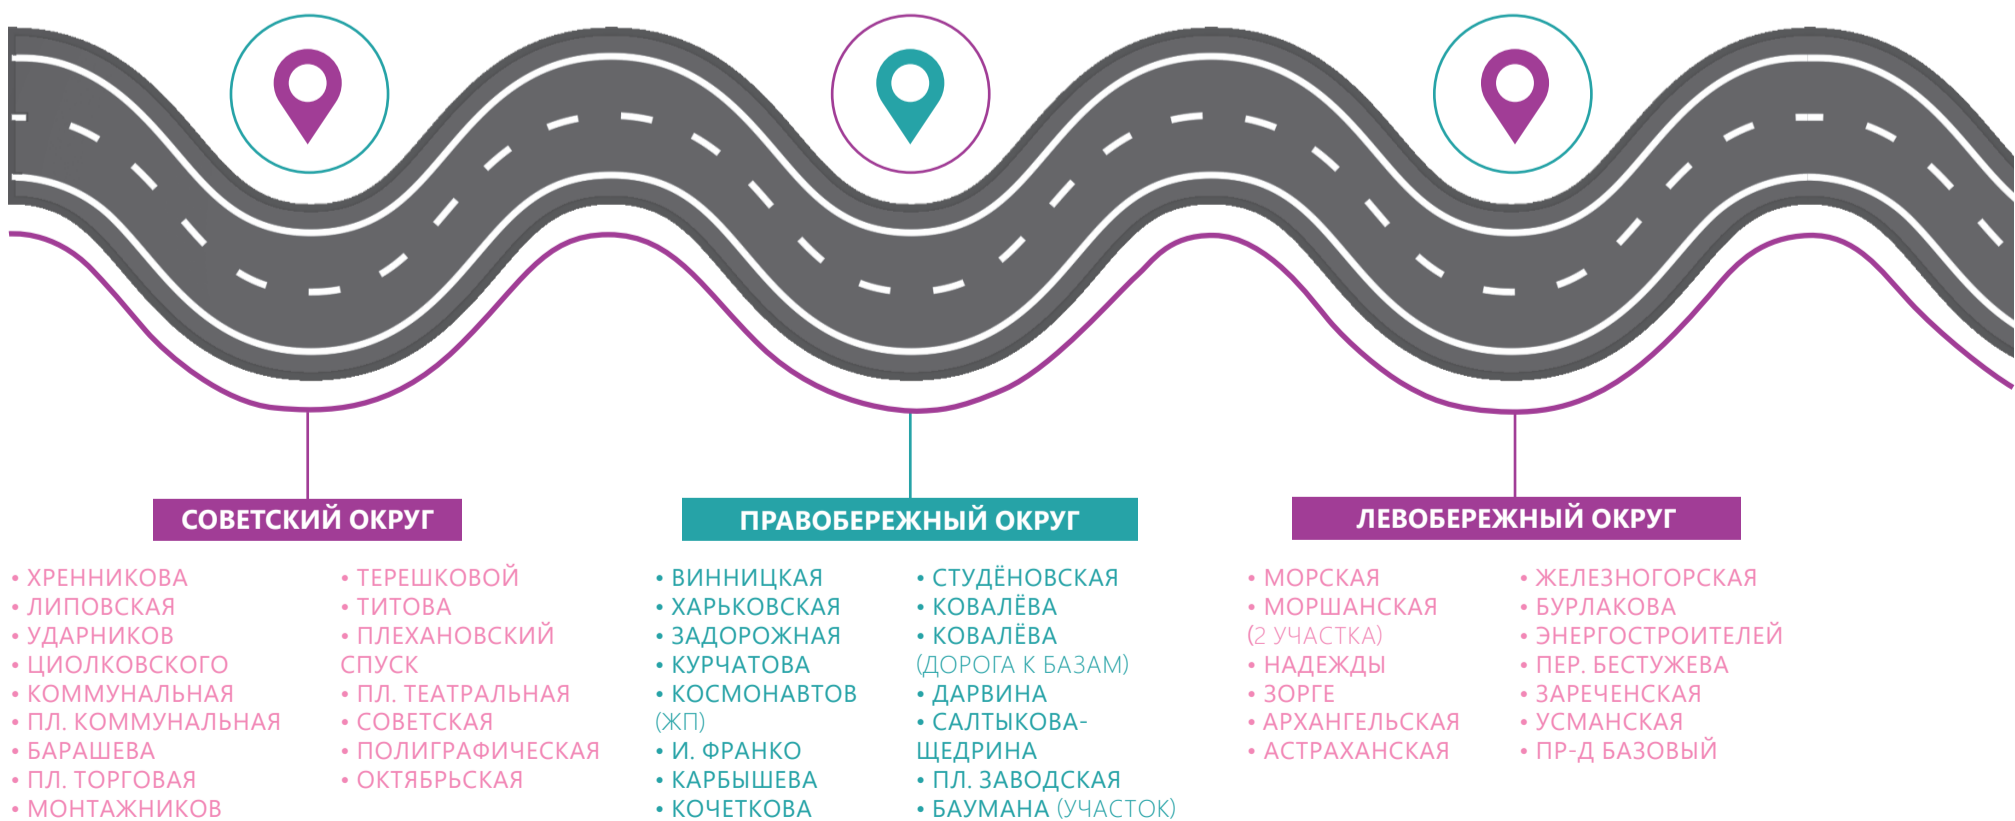 СОВЕТСКИЙ ОКРУГ
• ХРЕННИКОВА
• ЛИПОВСКАЯ
• УДАРНИКОВ
• ЦИОЛКОВСКОГО
• КОММУНАЛЬНАЯ
• ПЛ. КОММУНАЛЬНАЯ
• БАРАШЕВА
• ПЛ. ТОРГОВАЯ
• МОНТАЖНИКОВ
• ТЕРЕШКОВОЙ
• ТИТОВА
• ПЛЕХАНОВСКИЙ
СПУСК
• ПЛ. ТЕАТРАЛЬНАЯ
• СОВЕТСКАЯ
• ПОЛИГРАФИЧЕСКАЯ
• ОКТЯБРЬСКАЯ
ПРАВОБЕРЕЖНЫЙ ОКРУГ
• ВИННИЦКАЯ
• ХАРЬКОВСКАЯ
• ЗАДОРОЖНАЯ
• КУРЧАТОВА
• КОСМОНАВТОВ
(ЖП)
• И. ФРАНКО
• КАРБЫШЕВА
• КОЧЕТКОВА
• СТУДЁНОВСКАЯ
• КОВАЛЁВА
• КОВАЛЁВА
(ДОРОГА К БАЗАМ)
• ДАРВИНА
• САЛТЫКОВА-
ЩЕДРИНА
• ПЛ. ЗАВОДСКАЯ
• БАУМАНА (УЧАСТОК)
ЛЕВОБЕРЕЖНЫЙ ОКРУГ
• МОРСКАЯ
• МОРШАНСКАЯ
(2 УЧАСТКА)
• НАДЕЖДЫ
• ЗОРГЕ
• АРХАНГЕЛЬСКАЯ
• АСТРАХАНСКАЯ
• ЖЕЛЕЗНОГОРСКАЯ
• БУРЛАКОВА
• ЭНЕРГОСТРОИТЕЛЕЙ
• ПЕР. БЕСТУЖЕВА
• ЗАРЕЧЕНСКАЯ
• УСМАНСКАЯ
• ПР-Д БАЗОВЫЙ